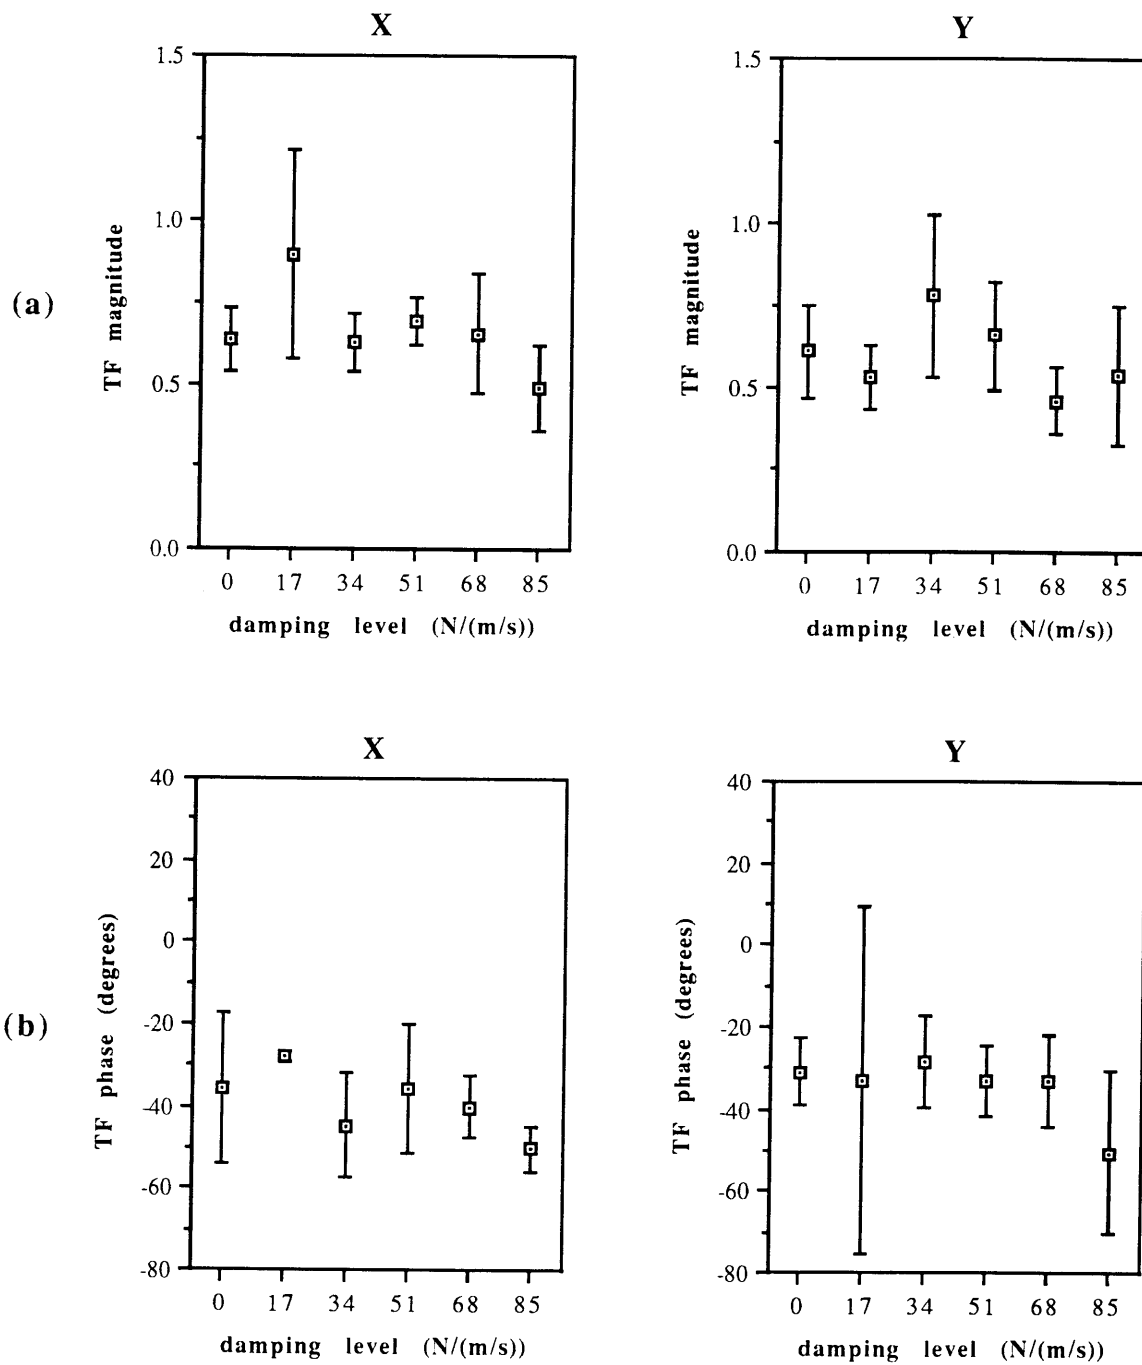 X
1.5
1.0
0.5
0.0
TF magnitude
(a)
0 17 34 51 68 85
damping level (N/(m/s))
Y
1.5
1.0
0.5
0.0
TF magnitude
0 17 34 51 68 85
damping level (N/(m/s))
X
40
20
0
-20
-40
-60
-80
TF phase (degrees)
(b)
0 17 34 51 68 85
damping level (N/(m/s))
Y
40
20
0
-20
-40
-60
-80
TF phase (degrees)
0 17 34 51 68 85
damping level (N/(m/s))